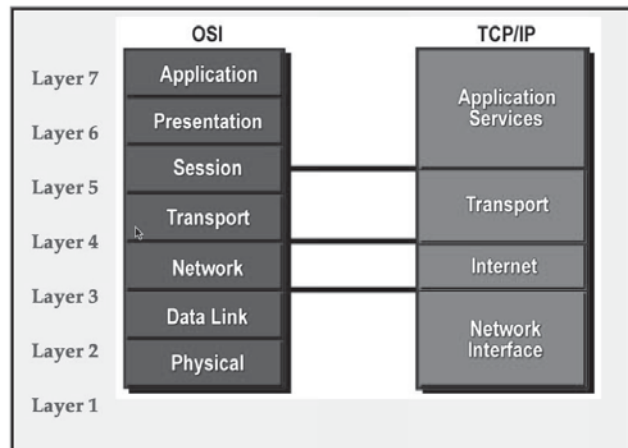 OSI
TCP/IP
Layer 7
Layer 6
Layer 5
Layer 4
Layer 3
Layer 2
Layer 1
Application
Presentation
Session
Transport
Network
Data Link
Physical
Application
Services
Transport
Internet
Network
Interface